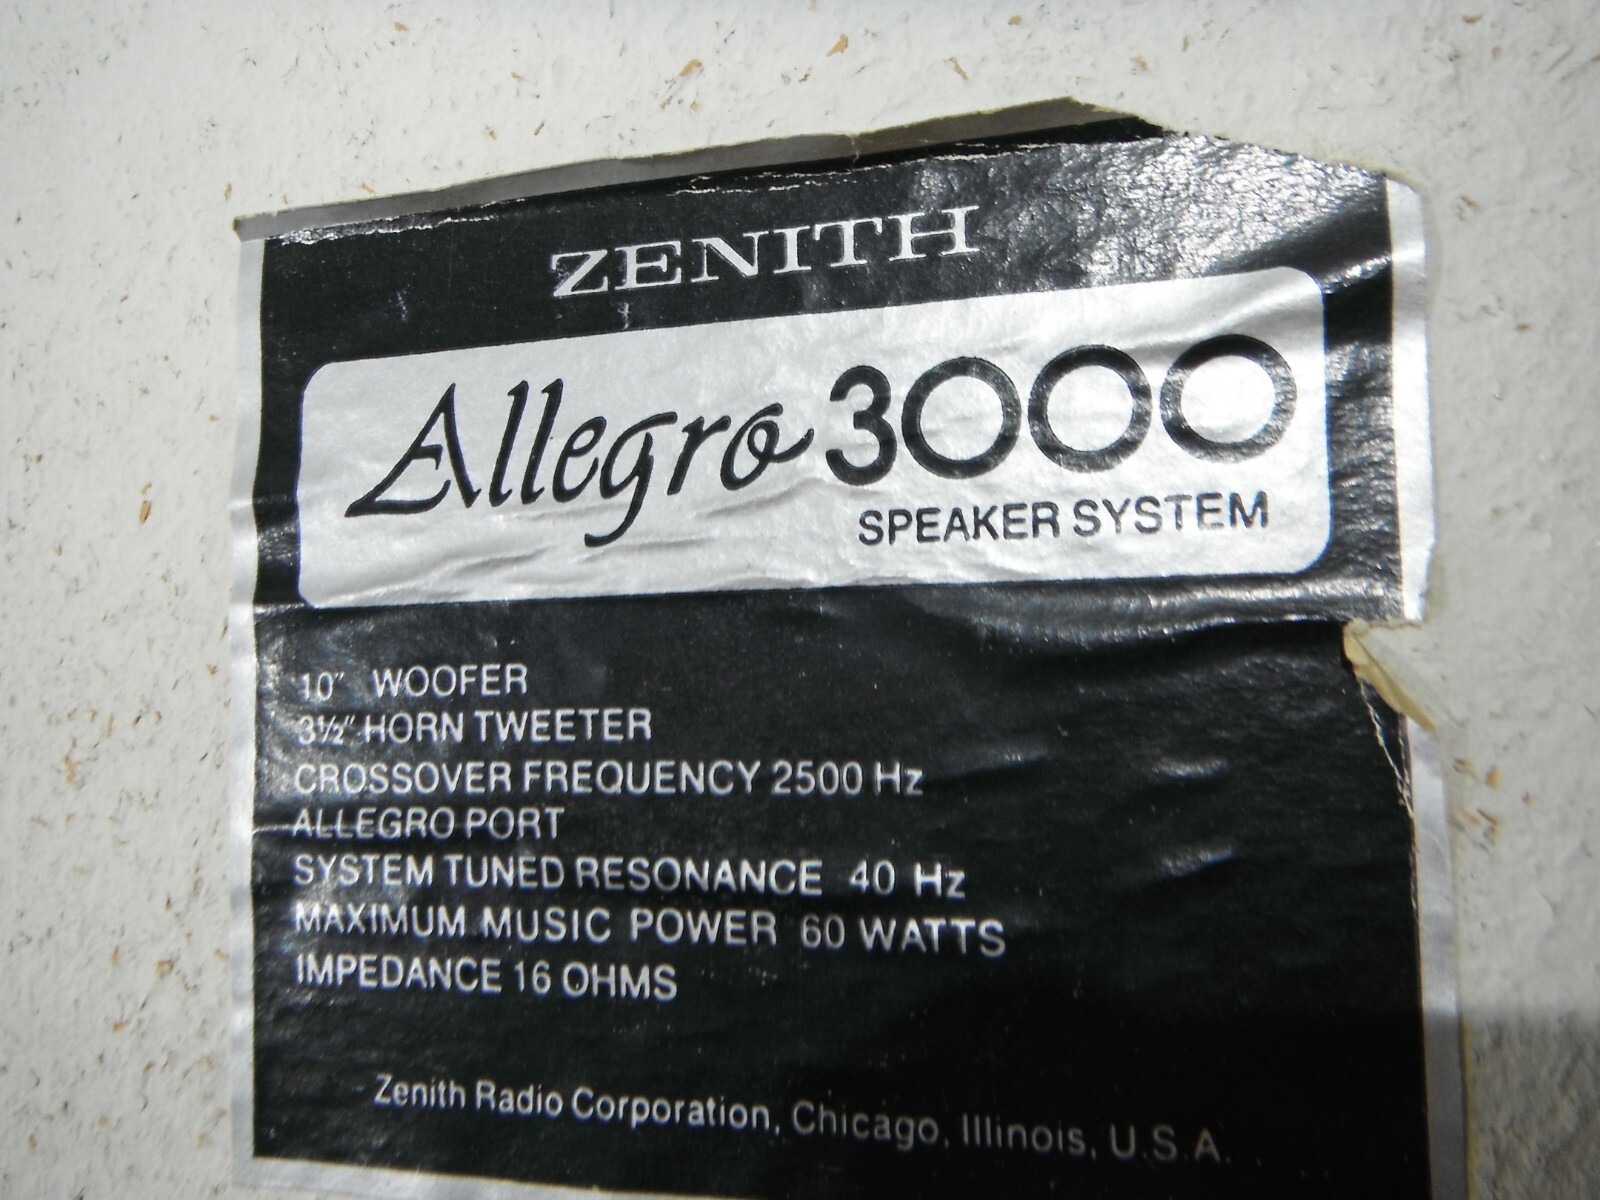 ZENITH
Allegro 3000
SPEAKER SYSTEM
10" WOOFER
3½" HORN TWEETER
CROSSOVER FREQUENCY 2500 Hz
ALLEGRO PORT
SYSTEM TUNED RESONANCE 40 Hz
MAXIMUM MUSIC POWER 60 WATTS
IMPEDANCE 16 OHMS
Zenith Radio Corporation, Chicago, Illinois, U.S.A.